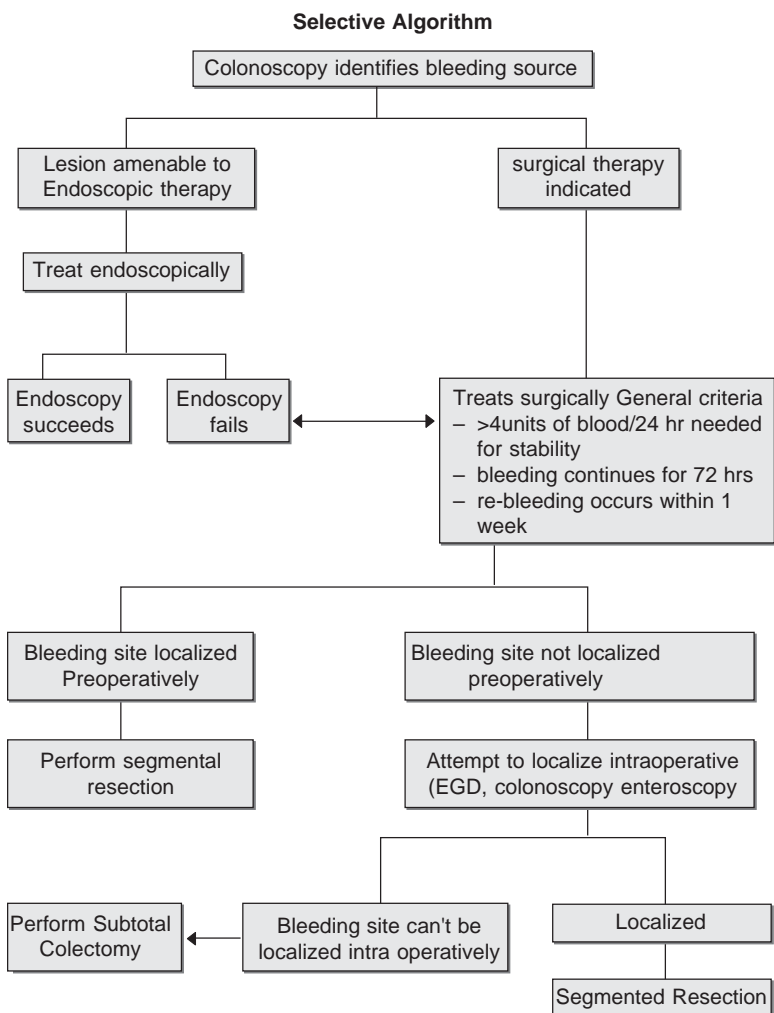 Selective Algorithm
Colonoscopy identifies bleeding source
Lesion amenable to
Endoscopic therapy
surgical therapy
indicated
Treat endoscopically
Endoscopy
succeeds
Endoscopy
fails
Treats surgically General criteria
– >4units of blood/24 hr needed
for stability
– bleeding continues for 72 hrs
– re-bleeding occurs within 1
week
Bleeding site localized
Preoperatively
Bleeding site not localized
preoperatively
Perform segmental
resection
Attempt to localize intraoperative
(EGD, colonoscopy enteroscopy
Perform Subtotal
Colectomy
Bleeding site can't be
localized intra operatively
Localized
Segmented Resection